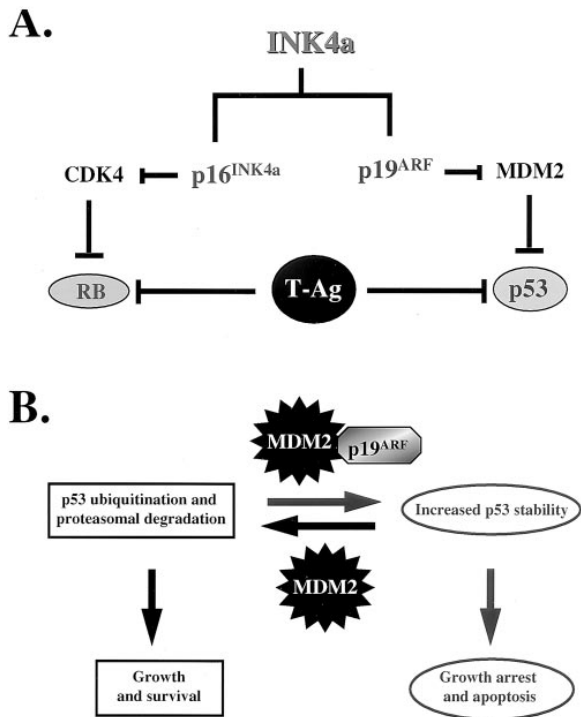 A.
INK4a
CDK4 p16INK4a p19ARF MDM2
RB T-Ag p53
B.
MDM2 p19ARF
p53 ubiquitination and
proteasomal degradation
Increased p53 stability
MDM2
Growth
and survival
Growth arrest
and apoptosis